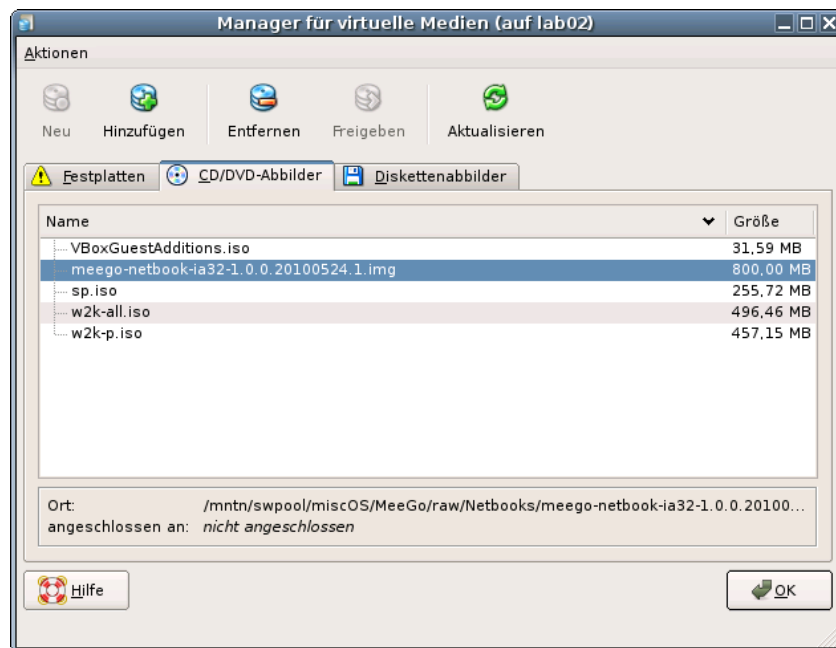 Manager für virtuelle Medien (auf lab02)
Aktionen
Neu Hinzufügen Entfernen Freigeben Aktualisieren
Festplatten CD/DVD-Abbilder Diskettenabbilder
Name Größe
VBoxGuestAdditions.iso 31,59 MB
meego-netbook-ia32-1.0.0.20100524.1.img 800,00 MB
sp.iso 255,72 MB
w2k-all.iso 496,46 MB
w2k-p.iso 457,15 MB
Ort: /mntn/swpool/miscOS/MeeGo/raw/Netbooks/meego-netbook-ia32-1.0.0.20100...
angeschlossen an: nicht angeschlossen
Hilfe OK